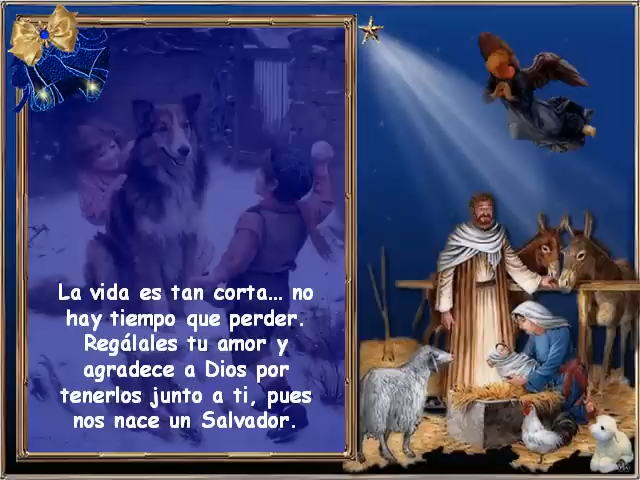 La vida es tan corta... no
hay tiempo que perder.
Regálales tu amor y
agradece a Dios por
tenerlos junto a ti, pues
nos nace un Salvador.